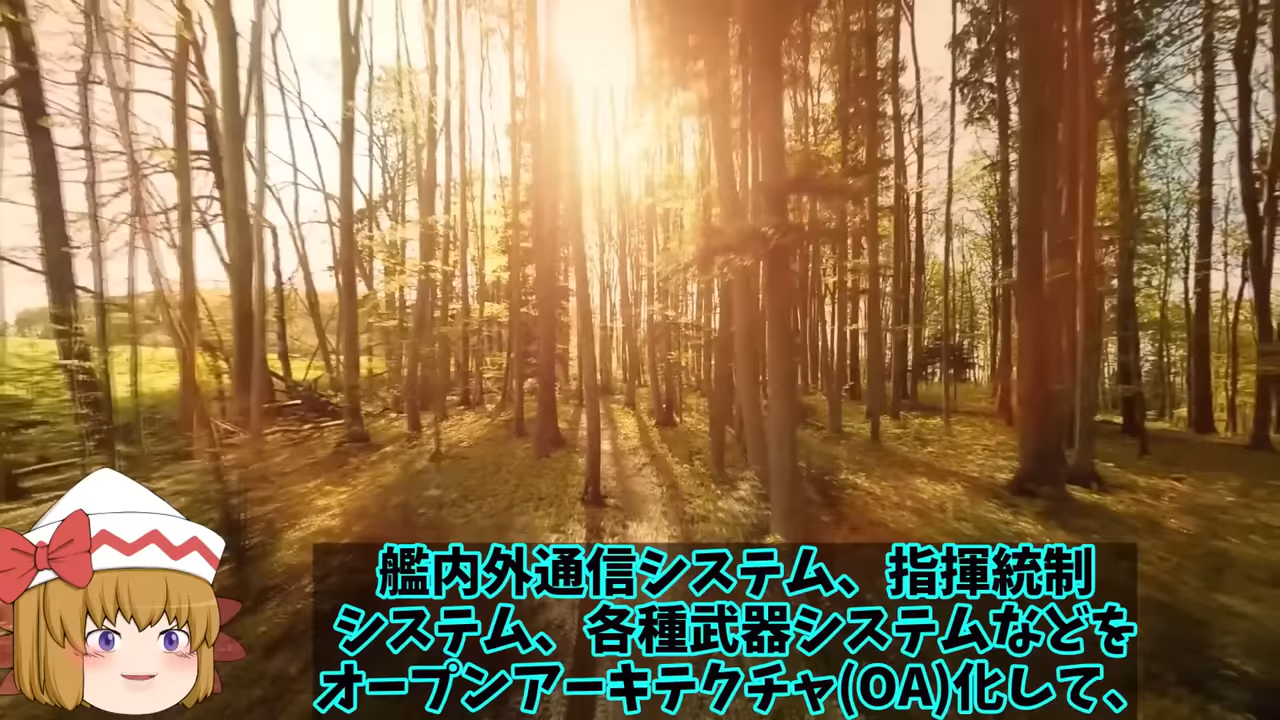 艦内外通信システム、指揮統制
システム、各種武器システムなどを
オープンアーキテクチャ(OA)化して、